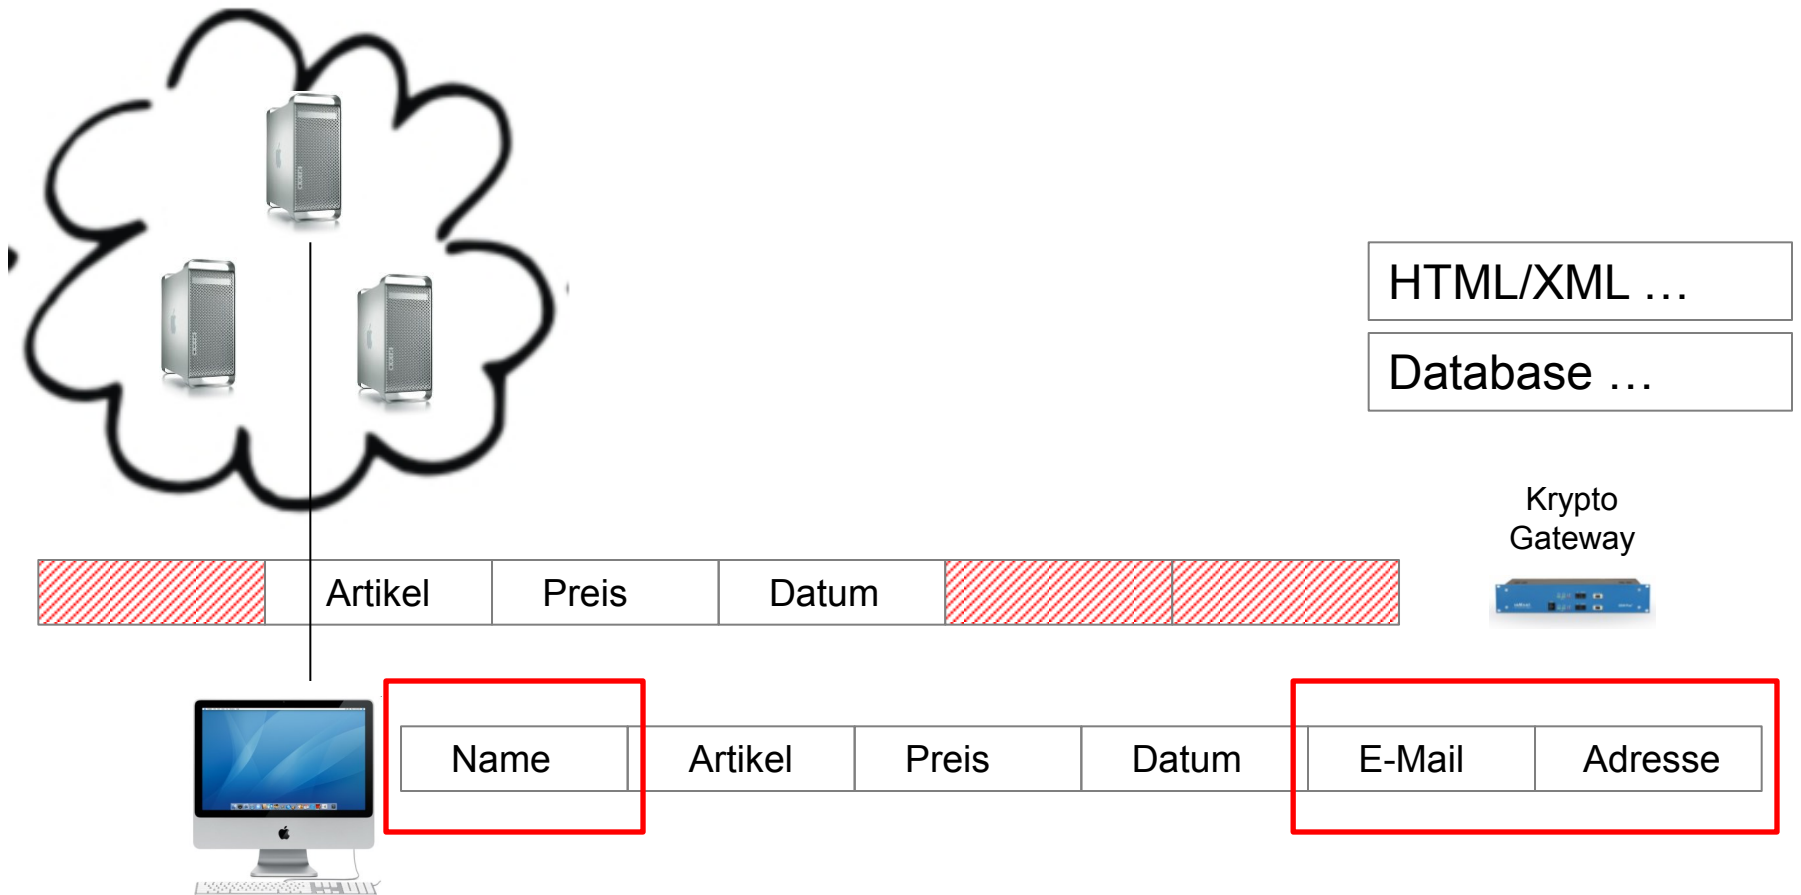 HTML/XML …
Database …
Krypto
Gateway
Artikel Preis Datum
Name Artikel Preis Datum E-Mail Adresse